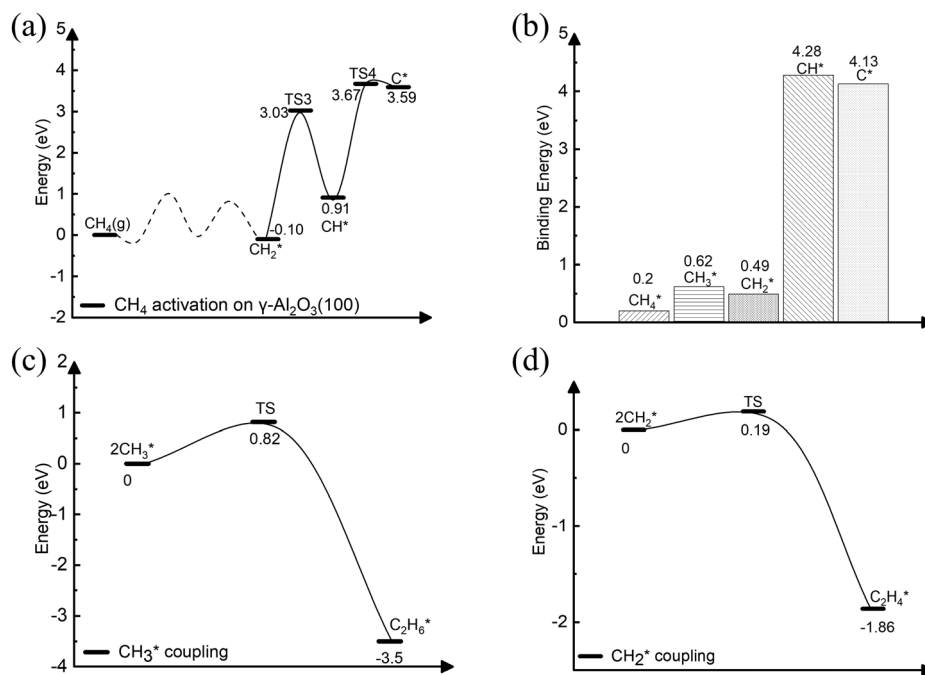 (a)
Energy (eV)
5
4
3
2
1
0
-1
-2
CH₄(g)
-0.10
CH₂*
TS3
3.03
0.91
CH*
TS4
3.67
C*
3.59
CH₄ activation on γ-Al₂O₃(100)
(b)
Binding Energy (eV)
5
4
3
2
1
0
0.2
CH₄*
0.62
CH₃*
0.49
CH₂*
4.28
CH*
4.13
C*
(c)
Energy (eV)
2
1
0
-1
-2
-3
-4
2CH₃*
0
TS
0.82
C₂H₆*
-3.5
CH₃* coupling
(d)
Energy (eV)
0
-1
-2
2CH₂*
0
TS
0.19
C₂H₄*
-1.86
CH₂* coupling